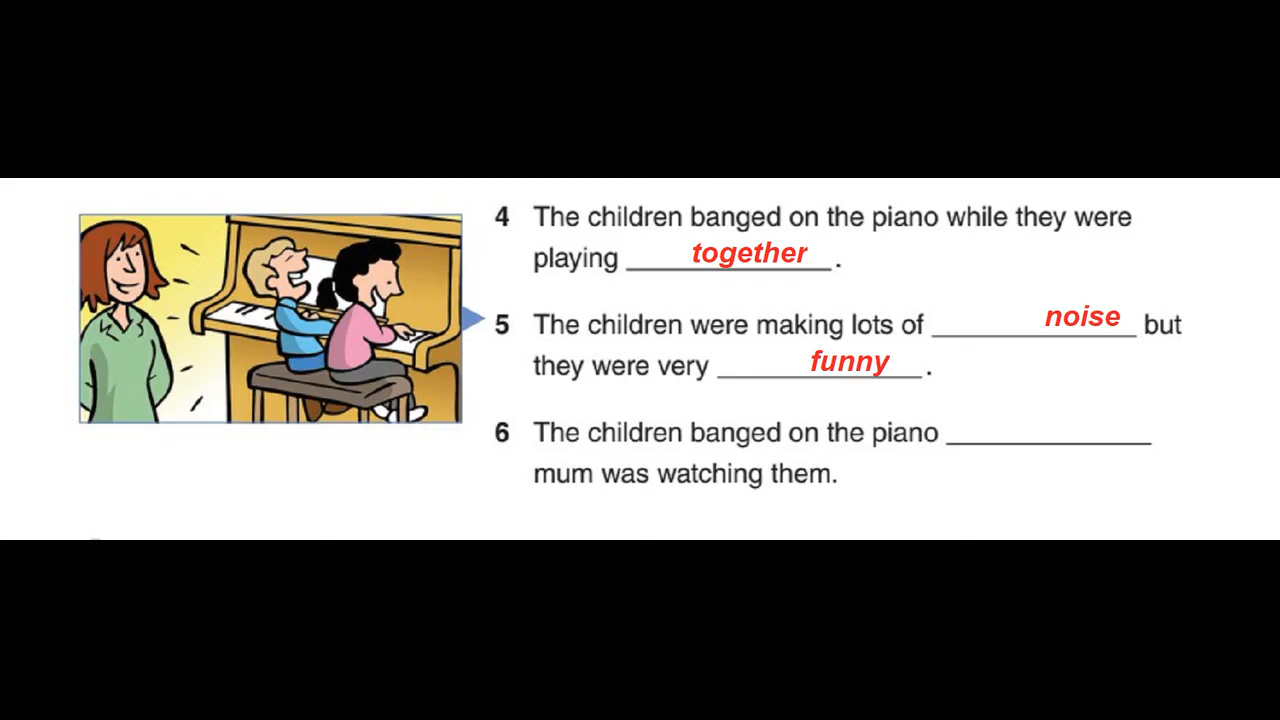 4 The children banged on the piano while they were
playing together.
5 The children were making lots of noise but
they were very funny.
6 The children banged on the piano ____________
mum was watching them.